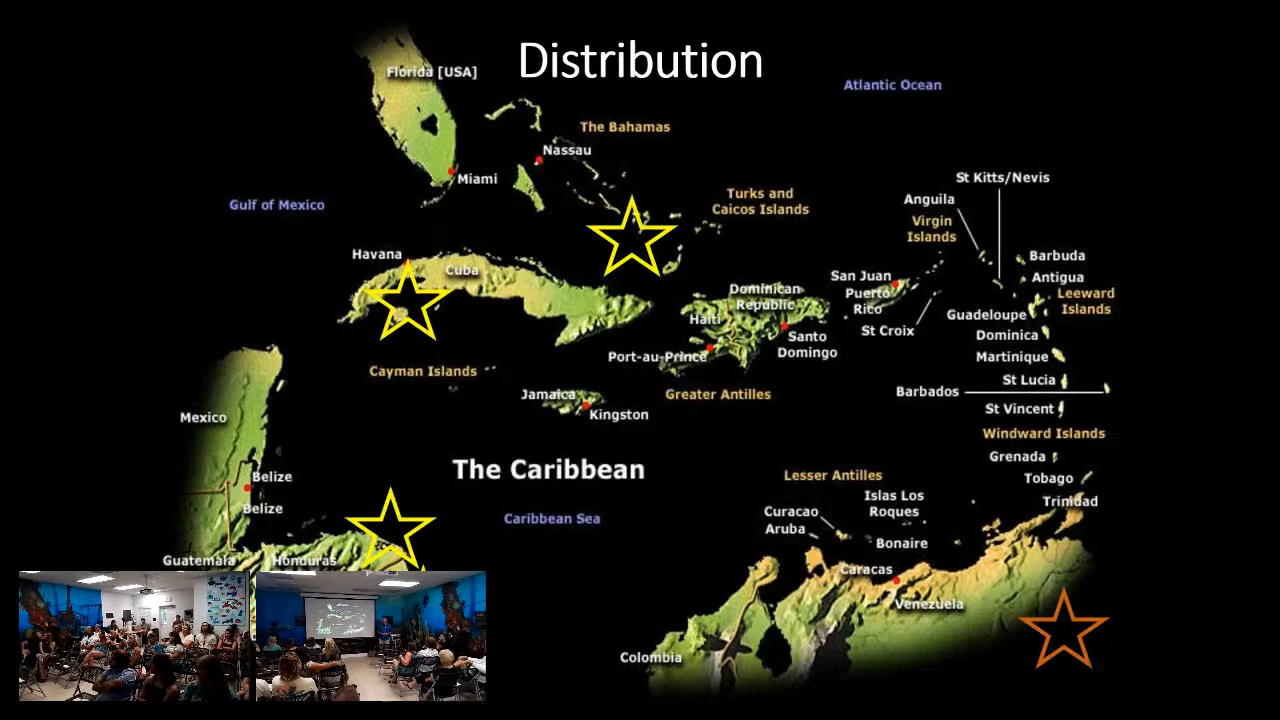 Distribution
Florida [USA]
Atlantic Ocean
The Bahamas
Nassau
Miami
St Kitts/Nevis
Gulf of Mexico
Turks and
Caicos Islands
Anguila
Virgin
Islands
Havana
Cuba
Barbuda
San Juan
Antigua
Dominican
Republic
Puerto
Rico
Leeward
Islands
Haiti
St Croix
Guadeloupe
Santo
Domingo
Dominica
Port-au-Prince
Martinique
Cayman Islands
St Lucia
Jamaica
Greater Antilles
Barbados
Kingston
St Vincent
Mexico
Windward Islands
Grenada
The Caribbean
Belize
Lesser Antilles
Tobago
Islas Los
Roques
Trinidad
Belize
Caribbean Sea
Curacao
Aruba
Bonaire
Guatemala
Honduras
Caracas
Venezuela
Colombia